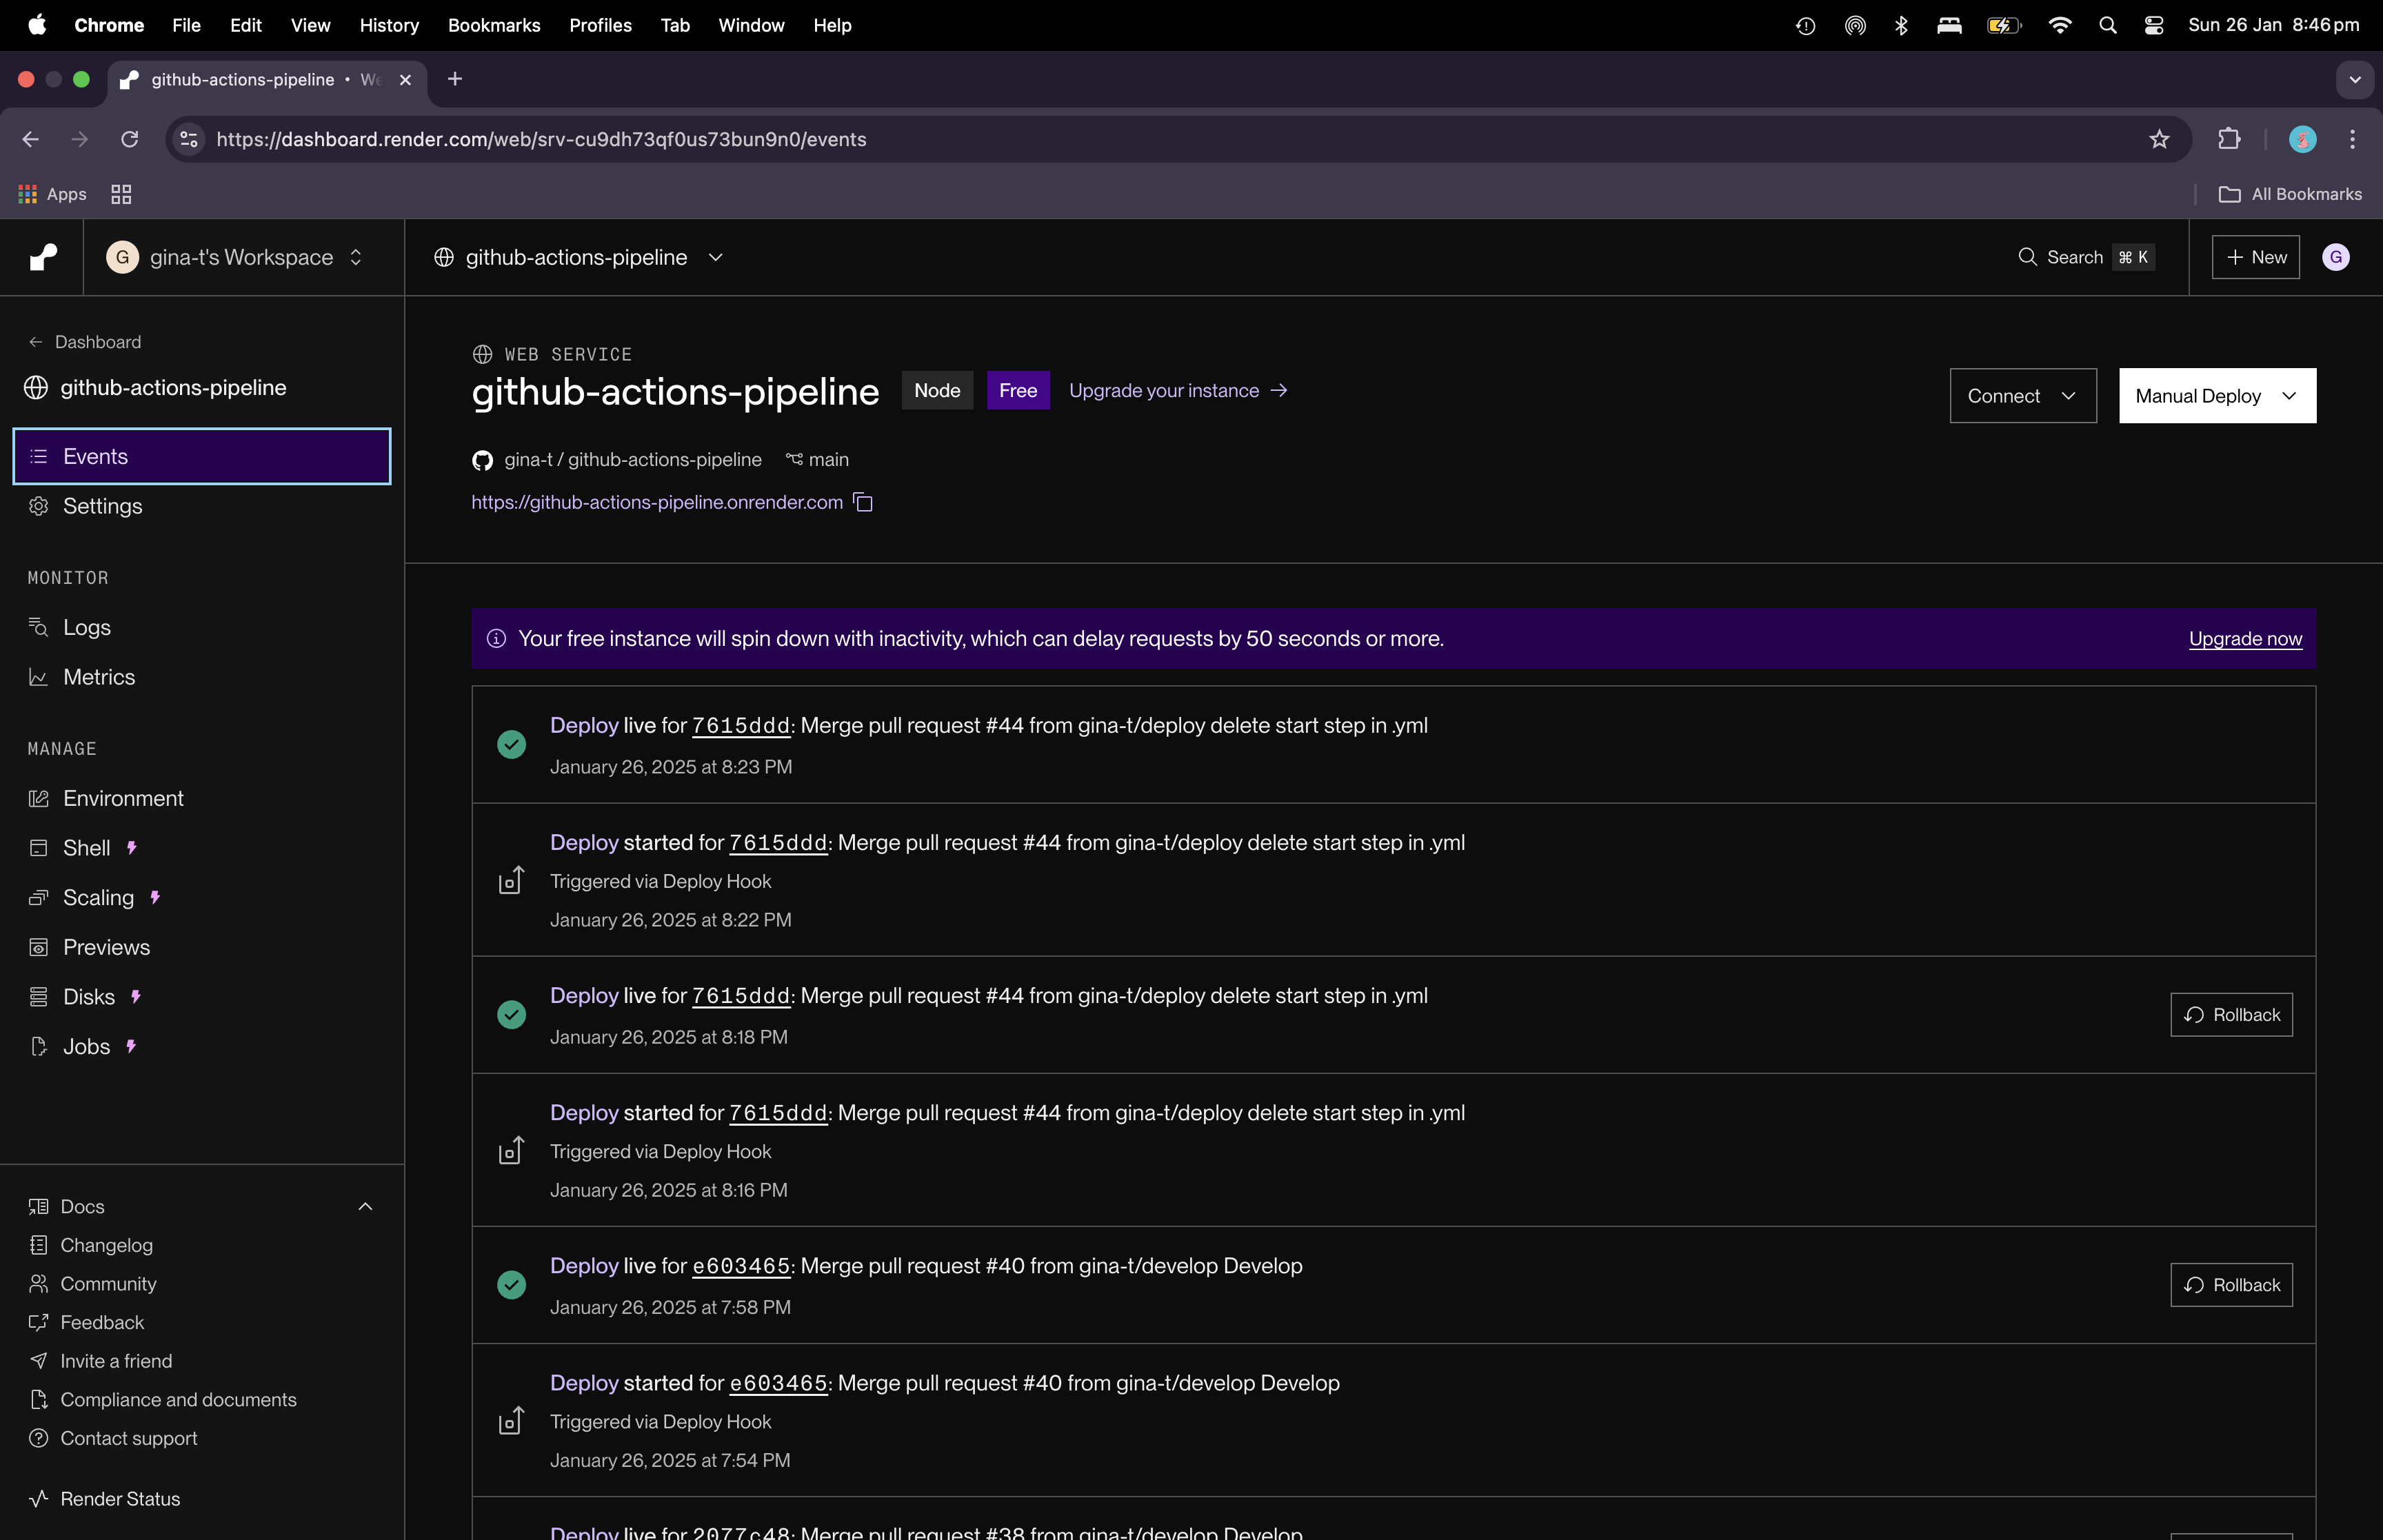 Chrome File Edit View History Bookmarks Profiles Tab Window Help Sun 26 Jan 8:46 pm
github-actions-pipeline • We
https://dashboard.render.com/web/srv-cu9dh73qf0us73bun9n0/events
Apps All Bookmarks
G gina-t's Workspace github-actions-pipeline Search ⌘ K + New G
Dashboard
github-actions-pipeline
Events
Settings
MONITOR
Logs
Metrics
MANAGE
Environment
Shell
Scaling
Previews
Disks
Jobs
Docs
Changelog
Community
Feedback
Invite a friend
Compliance and documents
Contact support
Render Status
WEB SERVICE
github-actions-pipeline Node Free Upgrade your instance → Connect Manual Deploy
gina-t / github-actions-pipeline main
https://github-actions-pipeline.onrender.com
Your free instance will spin down with inactivity, which can delay requests by 50 seconds or more. Upgrade now
Deploy live for 7615ddd: Merge pull request #44 from gina-t/deploy delete start step in .yml
January 26, 2025 at 8:23 PM
Deploy started for 7615ddd: Merge pull request #44 from gina-t/deploy delete start step in .yml
Triggered via Deploy Hook
January 26, 2025 at 8:22 PM
Deploy live for 7615ddd: Merge pull request #44 from gina-t/deploy delete start step in .yml
January 26, 2025 at 8:18 PM
Rollback
Deploy started for 7615ddd: Merge pull request #44 from gina-t/deploy delete start step in .yml
Triggered via Deploy Hook
January 26, 2025 at 8:16 PM
Deploy live for e603465: Merge pull request #40 from gina-t/develop Develop
January 26, 2025 at 7:58 PM
Rollback
Deploy started for e603465: Merge pull request #40 from gina-t/develop Develop
Triggered via Deploy Hook
January 26, 2025 at 7:54 PM
Deploy live for 2077c48: Merge pull request #38 from gina-t/develop Develop